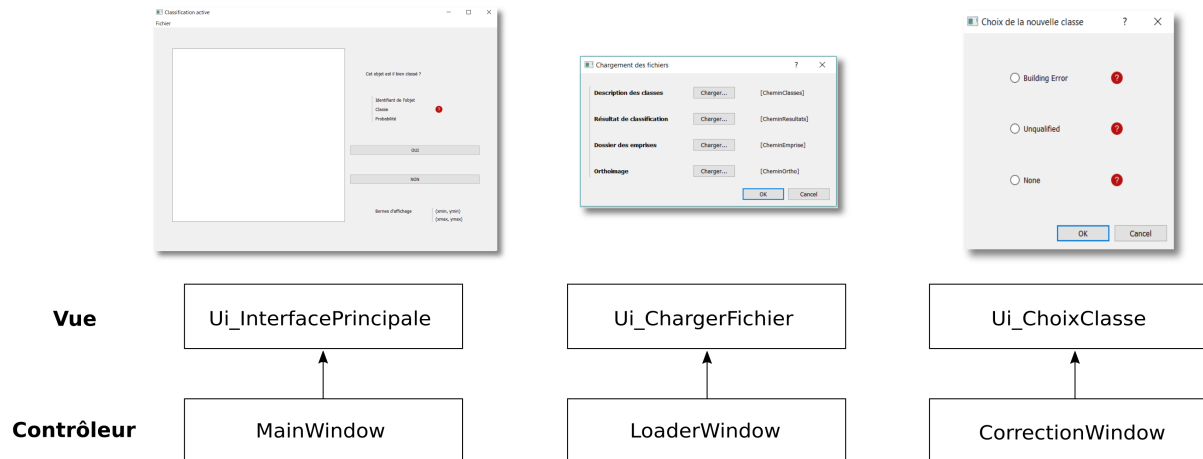 Classification active
Fichier
Cet objet est il bien classé ?
Identifiant de l'objet
Classe
?
Probabilité
OUI
NON
Bornes d'affichage
(xmin, ymin)
(xmax, ymax)
Chargement des fichiers
?
Description des classes
Charger...
[CheminClasses]
Résultat de classification
Charger...
[CheminResultats]
Dossier des emprises
Charger...
[CheminEmprise]
Orthoimage
Charger...
[CheminOrtho]
OK
Cancel
Choix de la nouvelle classe
?
Building Error
?
Unqualified
?
None
?
OK
Cancel
Vue
Ui_InterfacePrincipale
Ui_ChargerFichier
Ui_ChoixClasse
Contrôleur
MainWindow
LoaderWindow
CorrectionWindow